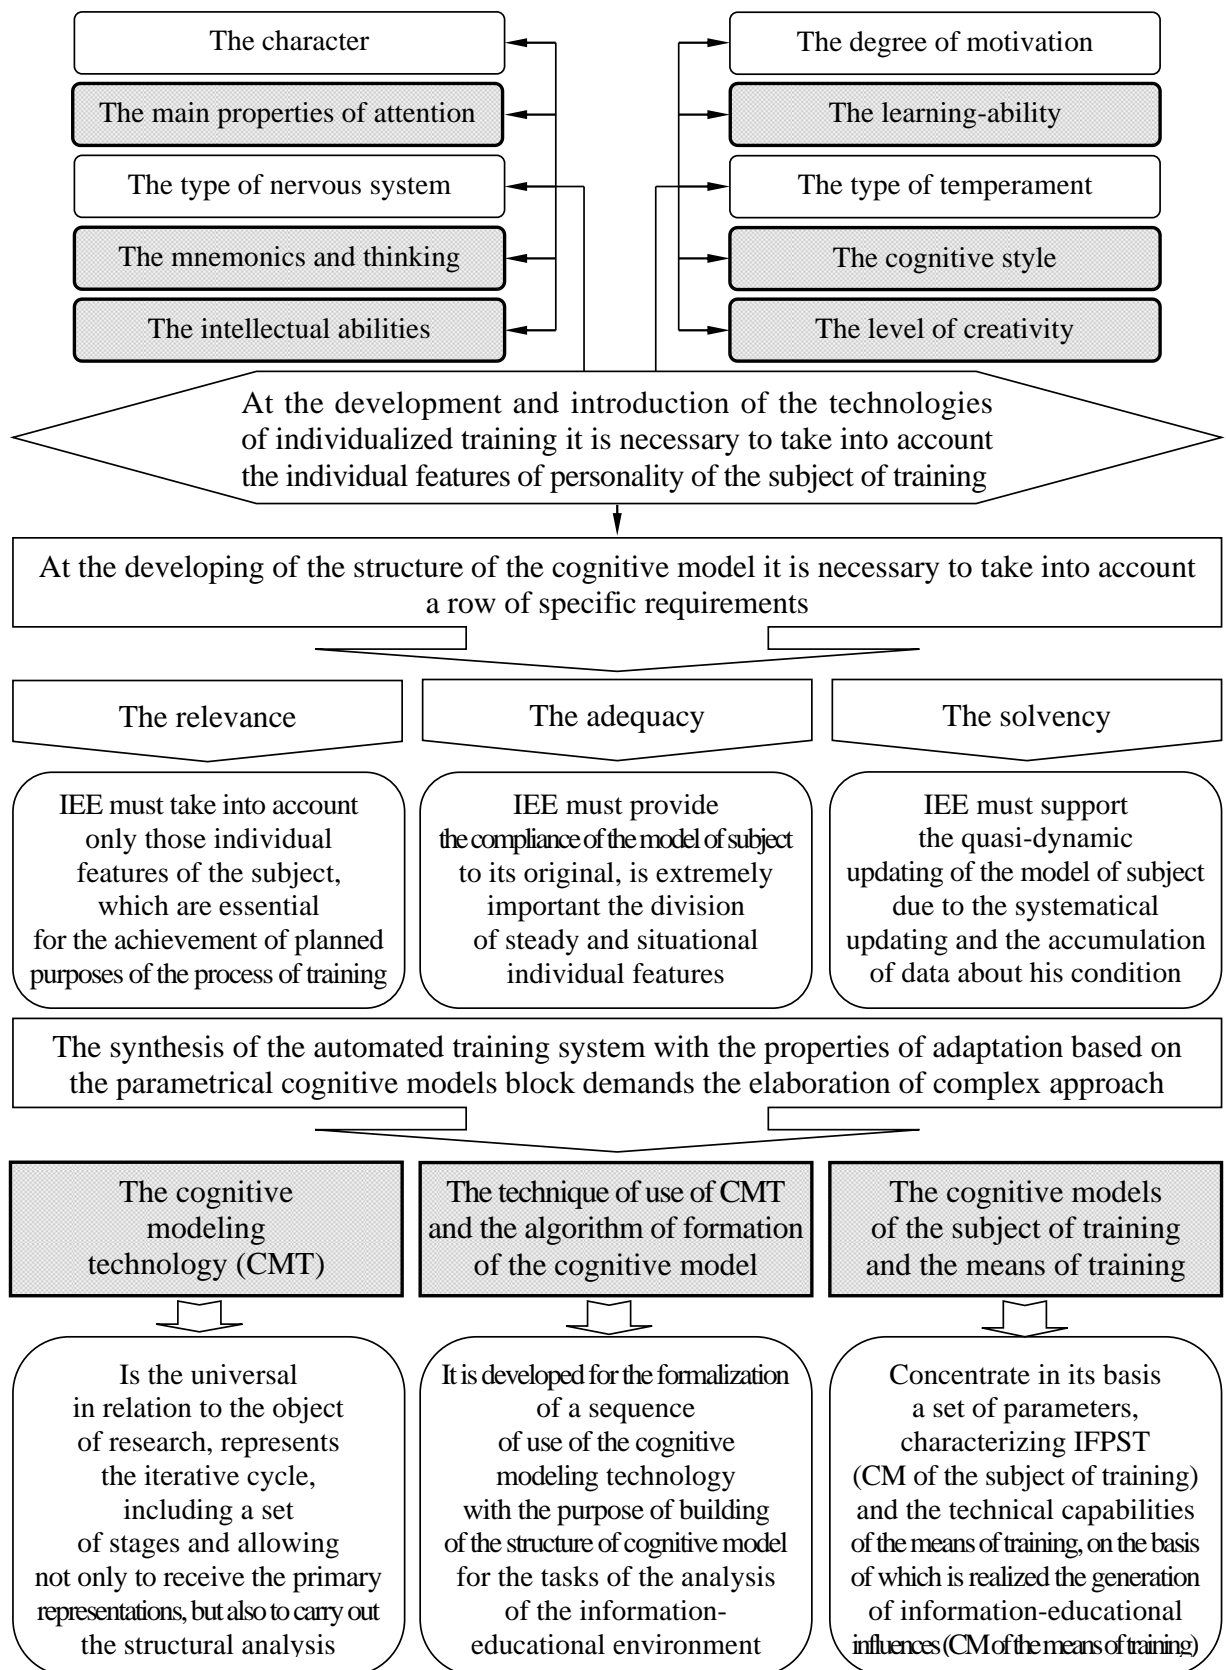 The character
The main properties of attention
The type of nervous system
The mnemonics and thinking
The intellectual abilities
The degree of motivation
The learning-ability
The type of temperament
The cognitive style
The level of creativity
At the development and introduction of the technologies
of individualized training it is necessary to take into account
the individual features of personality of the subject of training
At the developing of the structure of the cognitive model it is necessary to take into account
a row of specific requirements
The relevance
IEE must take into account
only those individual
features of the subject,
which are essential
for the achievement of planned
purposes of the process of training
The adequacy
IEE must provide
the compliance of the model of subject
to its original, is extremely
important the division
of steady and situational
individual features
The solvency
IEE must support
the quasi-dynamic
updating of the model of subject
due to the systematical
updating and the accumulation
of data about his condition
The synthesis of the automated training system with the properties of adaptation based on
the parametrical cognitive models block demands the elaboration of complex approach
The cognitive
modeling
technology (CMT)
Is the universal
in relation to the object
of research, represents
the iterative cycle,
including a set
of stages and allowing
not only to receive the primary
representations, but also to carry out
the structural analysis
The technique of use of CMT
and the algorithm of formation
of the cognitive model
It is developed for the formalization
of a sequence
of use of the cognitive
modeling technology
with the purpose of building
of the structure of cognitive model
for the tasks of the analysis
of the information-
educational environment
The cognitive models
of the subject of training
and the means of training
Concentrate in its basis
a set of parameters,
characterizing IFPST
(CM of the subject of training)
and the technical capabilities
of the means of training, on the basis
of which is realized the generation
of information-educational
influences (CM of the means of training)